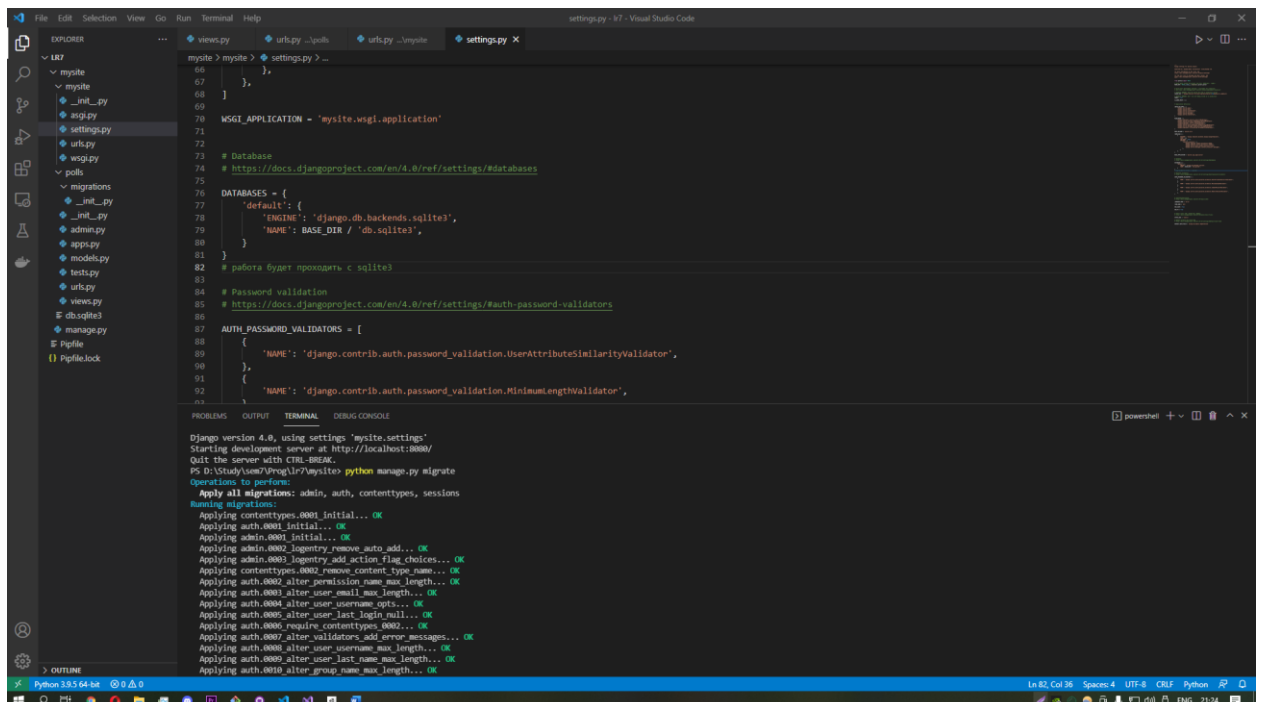 File Edit Selection View Go Run Terminal Help
settings.py - lr7 - Visual Studio Code
EXPLORER ...
views.py
urls.py ...\polls
urls.py ...\mysite
settings.py ×
LR7
mysite
mysite
__init__.py
asgi.py
settings.py
urls.py
wsgi.py
polls
migrations
__init__.py
__init__.py
admin.py
apps.py
models.py
tests.py
urls.py
views.py
db.sqlite3
manage.py
Pipfile
{} Pipfile.lock
> OUTLINE
mysite > mysite > settings.py > ...
66 },
67 },
68 ]
69
70 WSGI_APPLICATION = 'mysite.wsgi.application'
71
72
73 # Database
74 # https://docs.djangoproject.com/en/4.0/ref/settings/#databases
75
76 DATABASES = {
77 'default': {
78 'ENGINE': 'django.db.backends.sqlite3',
79 'NAME': BASE_DIR / 'db.sqlite3',
80 }
81 }
82 # работа будет проходить с sqlite3
83
84 # Password validation
85 # https://docs.djangoproject.com/en/4.0/ref/settings/#auth-password-validators
86
87 AUTH_PASSWORD_VALIDATORS = [
88 {
89 'NAME': 'django.contrib.auth.password_validation.UserAttributeSimilarityValidator',
90 },
91 {
92 'NAME': 'django.contrib.auth.password_validation.MinimumLengthValidator',
93 }
PROBLEMS OUTPUT TERMINAL DEBUG CONSOLE
powershell
Django version 4.0, using settings 'mysite.settings'
Starting development server at http://localhost:8000/
Quit the server with CTRL-BREAK.
PS D:\Study\sem7\Prog\lr7\mysite> python manage.py migrate
Operations to perform:
Apply all migrations: admin, auth, contenttypes, sessions
Running migrations:
Applying contenttypes.0001_initial... OK
Applying auth.0001_initial... OK
Applying admin.0001_initial... OK
Applying admin.0002_logentry_remove_auto_add... OK
Applying admin.0003_logentry_add_action_flag_choices... OK
Applying contenttypes.0002_remove_content_type_name... OK
Applying auth.0002_alter_permission_name_max_length... OK
Applying auth.0003_alter_user_email_max_length... OK
Applying auth.0004_alter_user_username_opts... OK
Applying auth.0005_alter_user_last_login_null... OK
Applying auth.0006_require_contenttypes_0002... OK
Applying auth.0007_alter_validators_add_error_messages... OK
Applying auth.0008_alter_user_username_max_length... OK
Applying auth.0009_alter_user_last_name_max_length... OK
Applying auth.0010_alter_group_name_max_length... OK
Python 3.9.5 64-bit 0 0
Ln 82, Col 36 Spaces: 4 UTF-8 CRLF Python
ENG 21:24